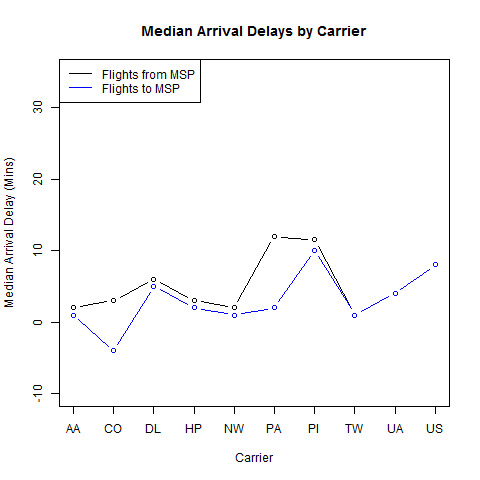 Median Arrival Delays by Carrier
Flights from MSP
Flights to MSP
Median Arrival Delay (Mins)
30
20
10
0
-10
AA CO DL HP NW PA PI TW UA US
Carrier